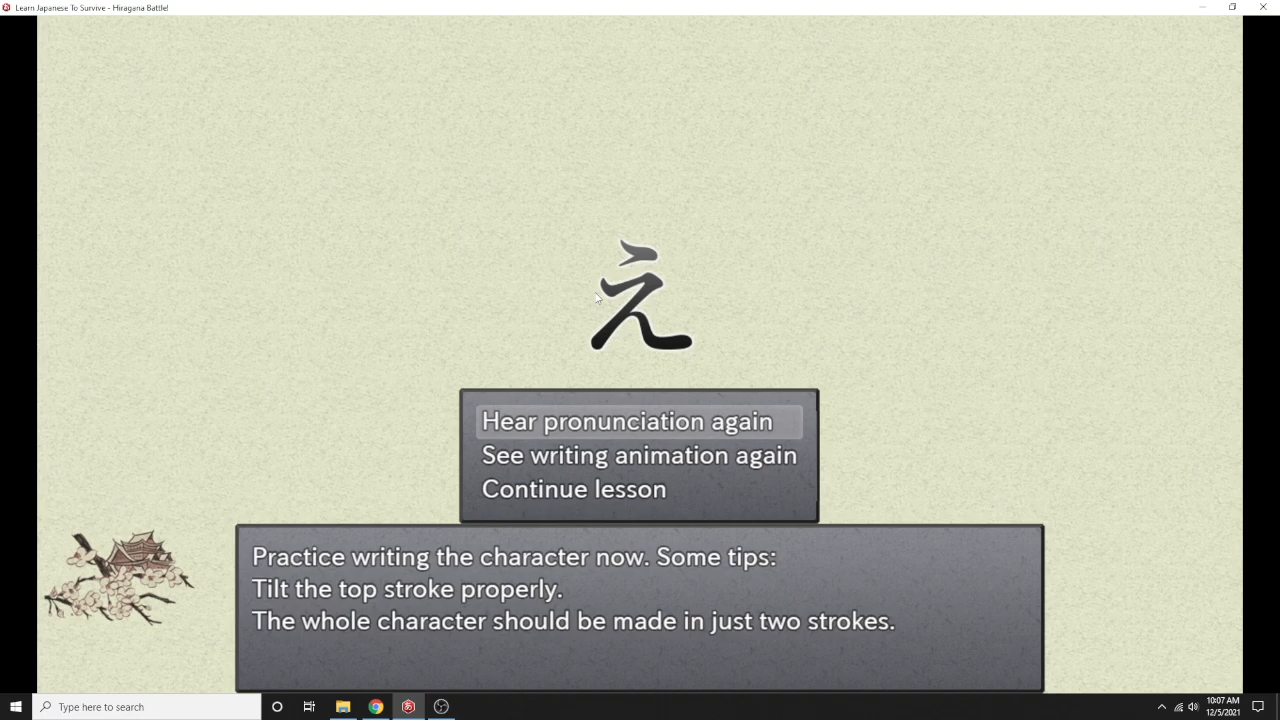 Learn Japanese To Survive - Hiragana Battle!
え
Hear pronunciation again
See writing animation again
Continue lesson
Practice writing the character now. Some tips:
Tilt the top stroke properly.
The whole character should be made in just two strokes.
Type here to search
あ
10:07 AM
12/5/2021